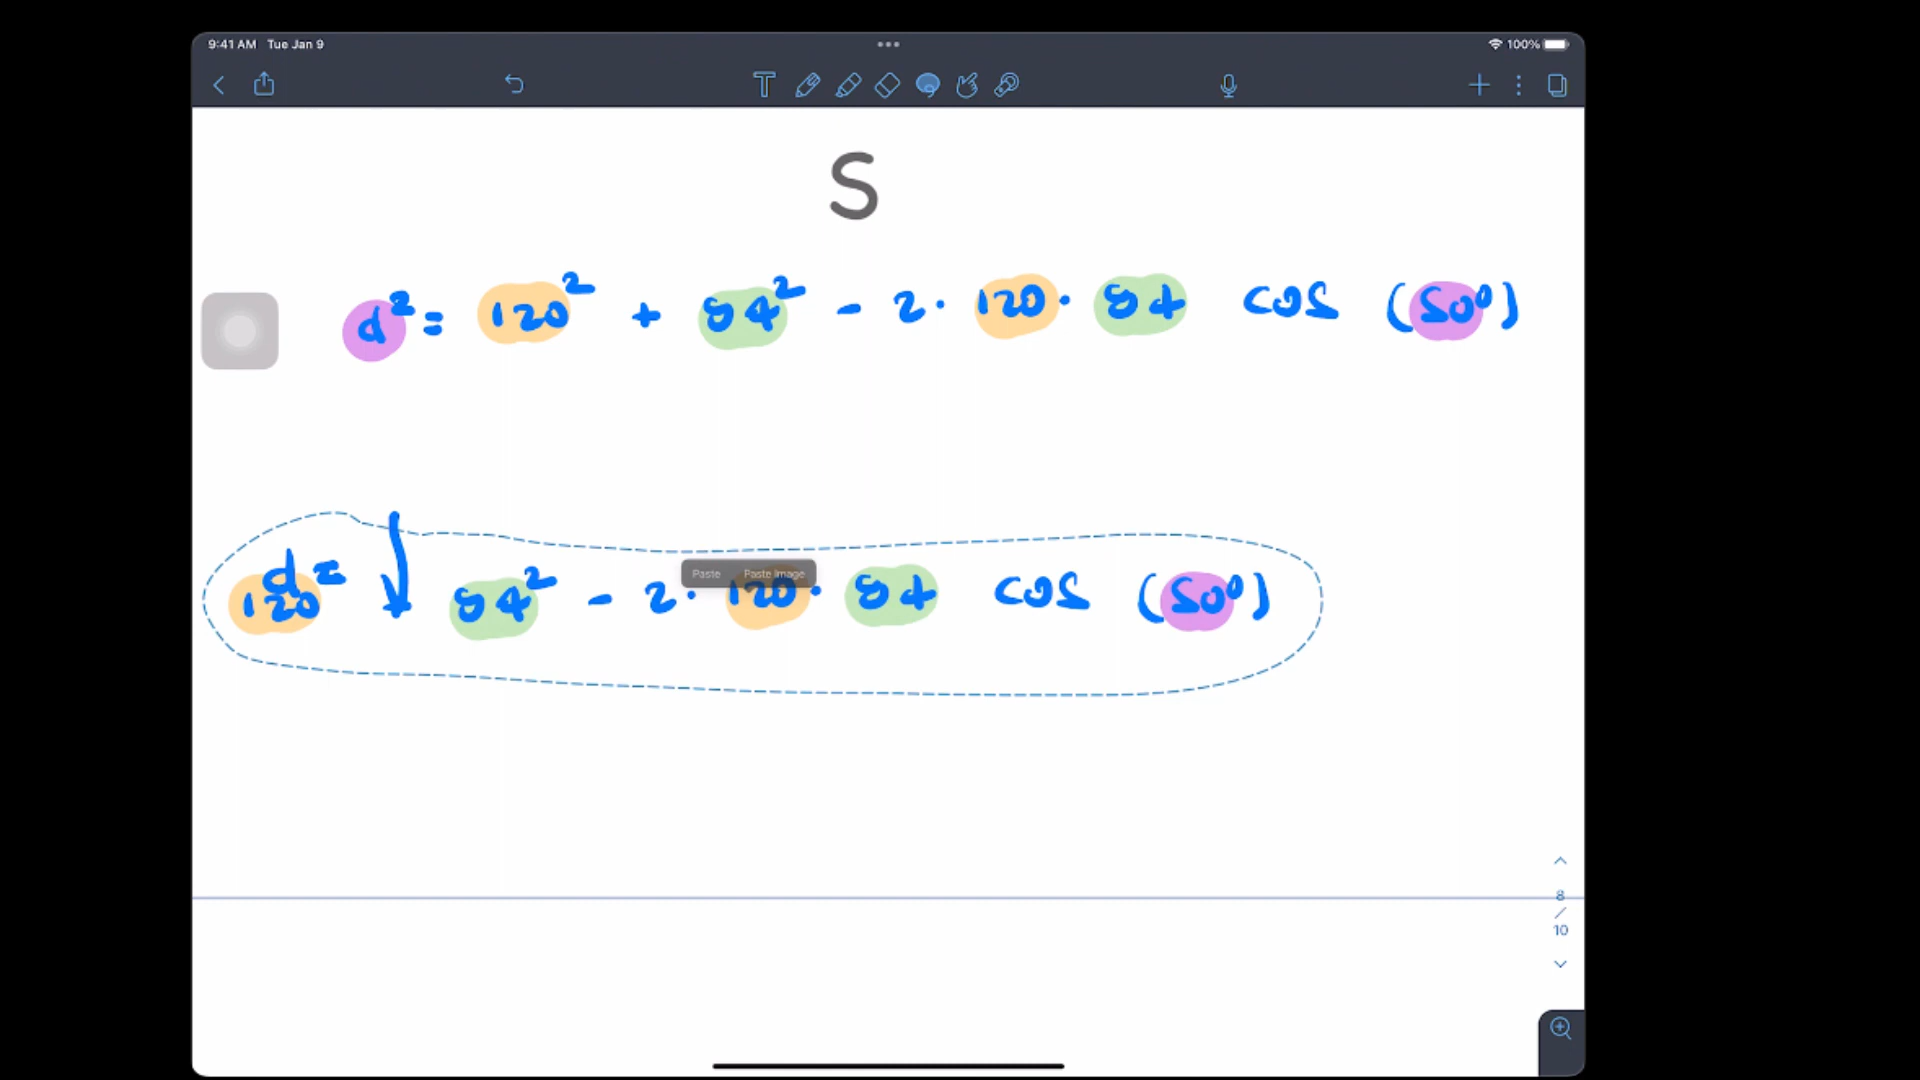 9:41 AM Tue Jan 9
100%
S
d² = 120² + 84² - 2 · 120 · 84 cos (50°)
d =
120 84² - 2 · 120 · 84 cos (50°)
Paste Paste Image
8
/
10